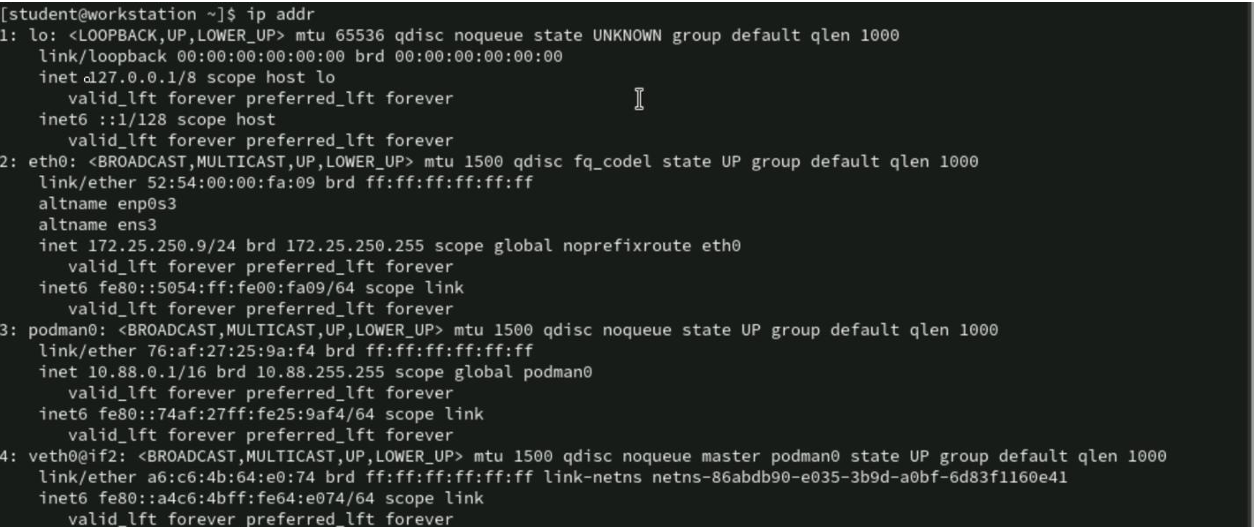 [student@workstation ~]$ ip addr
1: lo: <LOOPBACK,UP,LOWER_UP> mtu 65536 qdisc noqueue state UNKNOWN group default qlen 1000
    link/loopback 00:00:00:00:00:00 brd 00:00:00:00:00:00
    inet 127.0.0.1/8 scope host lo
       valid_lft forever preferred_lft forever
    inet6 ::1/128 scope host
       valid_lft forever preferred_lft forever
2: eth0: <BROADCAST,MULTICAST,UP,LOWER_UP> mtu 1500 qdisc fq_codel state UP group default qlen 1000
    link/ether 52:54:00:00:fa:09 brd ff:ff:ff:ff:ff:ff
    altname enp0s3
    altname ens3
    inet 172.25.250.9/24 brd 172.25.250.255 scope global noprefixroute eth0
       valid_lft forever preferred_lft forever
    inet6 fe80::5054:ff:fe00:fa09/64 scope link
       valid_lft forever preferred_lft forever
3: podman0: <BROADCAST,MULTICAST,UP,LOWER_UP> mtu 1500 qdisc noqueue state UP group default qlen 1000
    link/ether 76:af:27:25:9a:f4 brd ff:ff:ff:ff:ff:ff
    inet 10.88.0.1/16 brd 10.88.255.255 scope global podman0
       valid_lft forever preferred_lft forever
    inet6 fe80::74af:27ff:fe25:9af4/64 scope link
       valid_lft forever preferred_lft forever
4: veth0@if2: <BROADCAST,MULTICAST,UP,LOWER_UP> mtu 1500 qdisc noqueue master podman0 state UP group default qlen 1000
    link/ether a6:c6:4b:64:e0:74 brd ff:ff:ff:ff:ff:ff link-netns netns-86abdb90-e035-3b9d-a0bf-6d83f1160e41
    inet6 fe80::a4c6:4bff:fe64:e074/64 scope link
       valid_lft forever preferred_lft forever